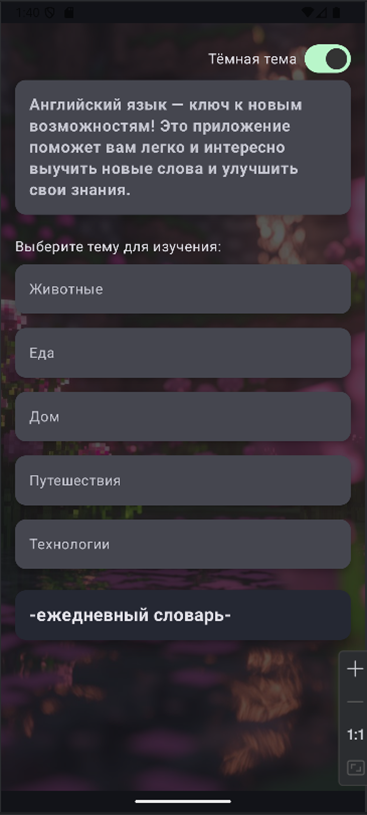 1:40
Тёмная тема
Английский язык — ключ к новым
возможностям! Это приложение
поможет вам легко и интересно
выучить новые слова и улучшить
свои знания.
Выберите тему для изучения:
Животные
Еда
Дом
Путешествия
Технологии
-ежедневный словарь-
1:1